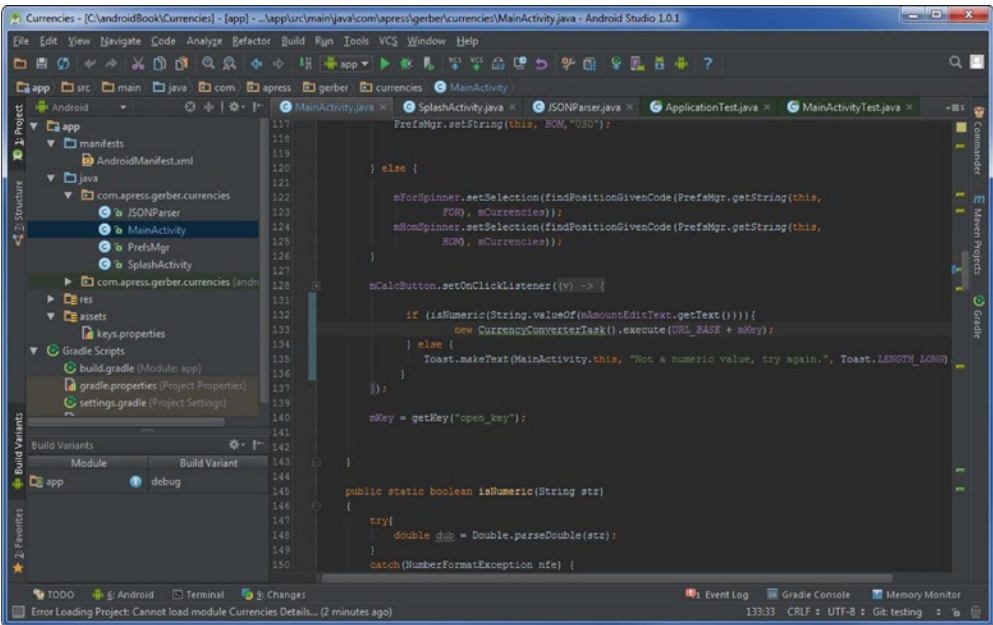 Currencies - [C:\androidBook\Currencies] - [app] - ...\app\src\main\java\com\apress\gerber\currencies\MainActivity.java - Android Studio 1.0.1
File Edit View Navigate Code Analyze Refactor Build Run Tools VCS Window Help
app
app src main java com apress gerber currencies MainActivity
Android MainActivity.java SplashActivity.java JSONParser.java ApplicationTest.java MainActivityTest.java
1: Project
2: Structure
Build Variants
2: Favorites
app
manifests
AndroidManifest.xml
java
com.apress.gerber.currencies
JSONParser
MainActivity
PrefsMgr
SplashActivity
com.apress.gerber.currencies (andr
res
assets
keys.properties
Gradle Scripts
build.gradle (Module: app)
gradle.properties (Project Properties)
settings.gradle (Project Settings)
Build Variants
Module Build Variant
app debug
117 PrefsMgr.setString(this, HOM,"USD");
118
119
120 } else {
121
122 mForSpinner.setSelection(findPositionGivenCode(PrefsMgr.getString(this,
123 FOR), mCurrencies));
124 mHomSpinner.setSelection(findPositionGivenCode(PrefsMgr.getString(this,
125 HOM), mCurrencies));
126 }
127
128 mCalcButton.setOnClickListener((v) -> {
131
132 if (isNumeric(String.valueOf(mAmountEditText.getText()))){
133 new CurrencyConverterTask().execute(URL_BASE + mKey);
134 } else {
135 Toast.makeText(MainActivity.this, "Not a numeric value, try again.", Toast.LENGTH_LONG)
136 }
137 });
139
140 mKey = getKey("open_key");
141
142
143 }
144
145 public static boolean isNumeric(String str)
146 {
147 try{
148 double dub = Double.parseDouble(str);
149 }
150 catch(NumberFormatException nfe) {
Commander
Maven Projects
Gradle
TODO 6: Android Terminal 9: Changes 1 Event Log Gradle Console Memory Monitor
Error Loading Project: Cannot load module Currencies Details... (2 minutes ago) 133:33 CRLF UTF-8 Git: testing